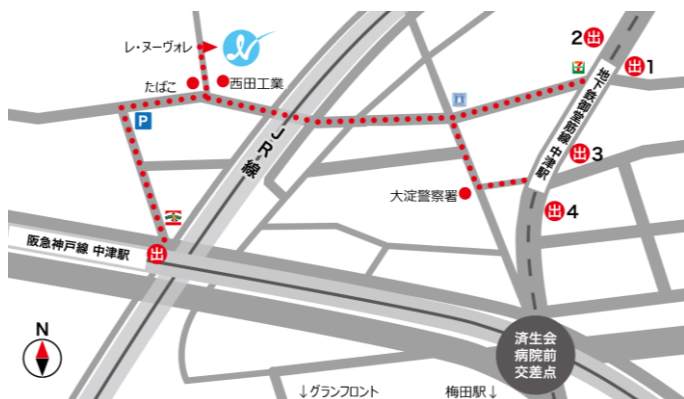 レ・ヌーヴォレ
たばこ
西田工業
P
JR線
2出
出1
7
地下鉄御堂筋線 中津駅
出3
大淀警察署
出4
阪急神戸線 中津駅
出
N
済生会
病院前
交差点
↓グランフロント
梅田駅↓